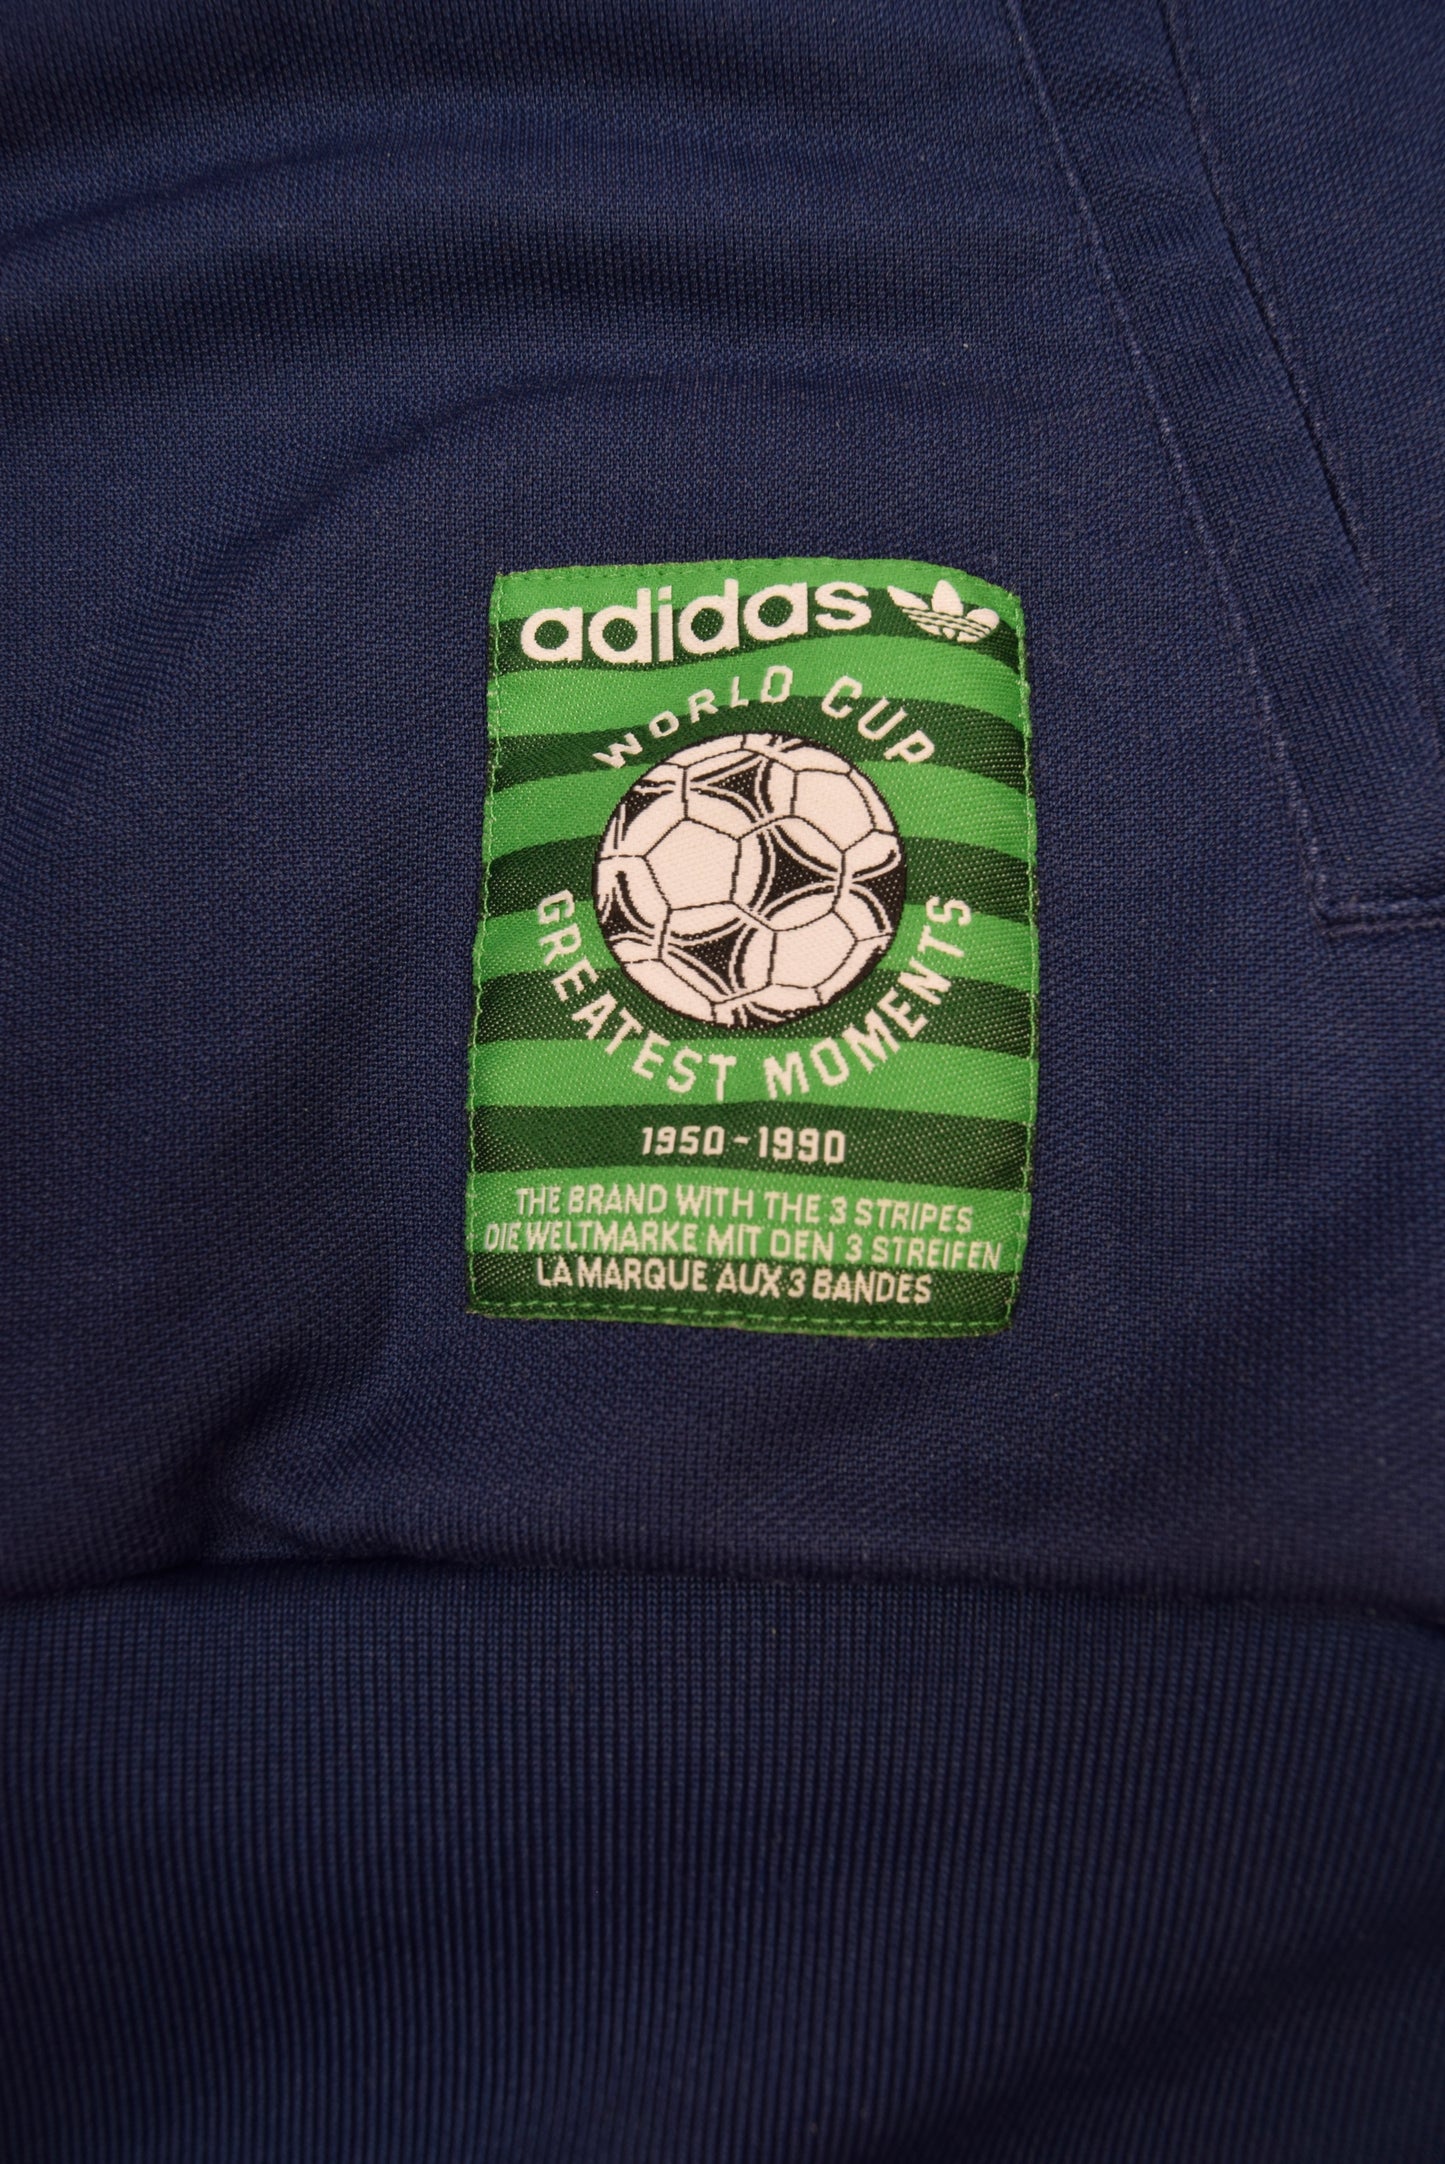 adidas
WORLD CUP
GREATEST MOMENTS
1950-1990
THE BRAND WITH THE 3 STRIPES
DIE WELTMARKE MIT DEN 3 STREIFEN
LA MARQUE AUX 3 BANDES